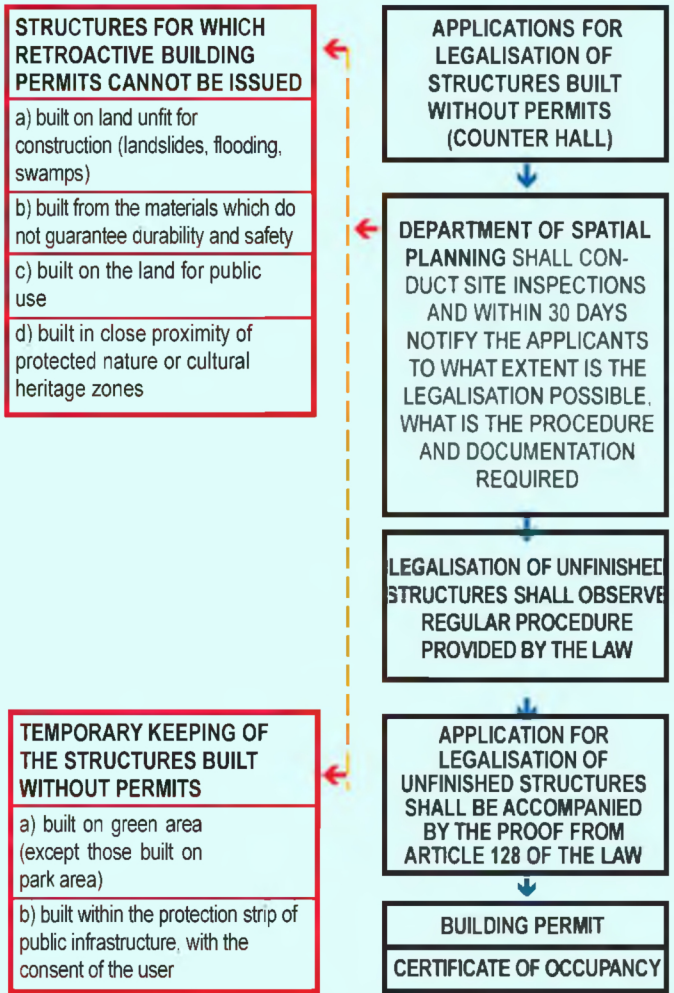 STRUCTURES FOR WHICH
RETROACTIVE BUILDING
PERMITS CANNOT BE ISSUED
a) built on land unfit for
construction (landslides, flooding,
swamps)
b) built from the materials which do
not guarantee durability and safety
c) built on the land for public
use
d) built in close proximity of
protected nature or cultural
heritage zones
TEMPORARY KEEPING OF
THE STRUCTURES BUILT
WITHOUT PERMITS
a) built on green area
(except those built on
park area)
b) built within the protection strip of
public infrastructure, with the
consent of the user
APPLICATIONS FOR
LEGALISATION OF
STRUCTURES BUILT
WITHOUT PERMITS
(COUNTER HALL)
DEPARTMENT OF SPATIAL
PLANNING SHALL CON-
DUCT SITE INSPECTIONS
AND WITHIN 30 DAYS
NOTIFY THE APPLICANTS
TO WHAT EXTENT IS THE
LEGALISATION POSSIBLE,
WHAT IS THE PROCEDURE
AND DOCUMENTATION
REQUIRED
LEGALISATION OF UNFINISHED
STRUCTURES SHALL OBSERVE
REGULAR PROCEDURE
PROVIDED BY THE LAW
APPLICATION FOR
LEGALISATION OF
UNFINISHED STRUCTURES
SHALL BE ACCOMPANIED
BY THE PROOF FROM
ARTICLE 128 OF THE LAW
BUILDING PERMIT
CERTIFICATE OF OCCUPANCY